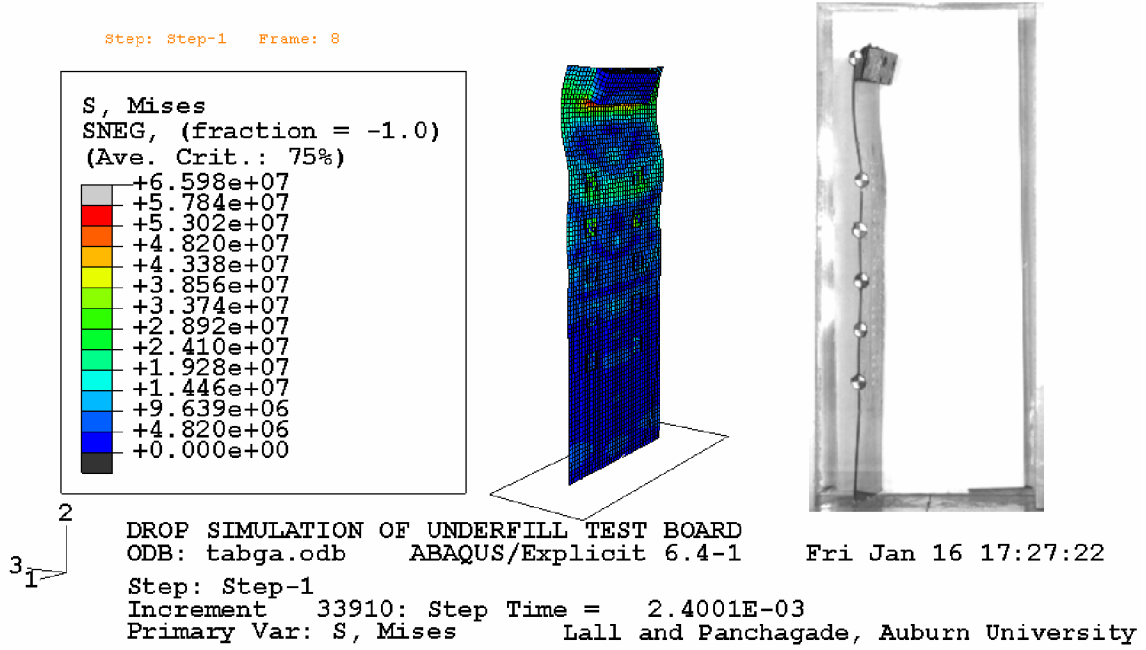 Step: Step-1 Frame: 8
S, Mises
SNEG, (fraction = -1.0)
(Ave. Crit.: 75%)
+6.598e+07
+5.784e+07
+5.302e+07
+4.820e+07
+4.338e+07
+3.856e+07
+3.374e+07
+2.892e+07
+2.410e+07
+1.928e+07
+1.446e+07
+9.639e+06
+4.820e+06
+0.000e+00
2
3
1
DROP SIMULATION OF UNDERFILL TEST BOARD
ODB: tabga.odb ABAQUS/Explicit 6.4-1 Fri Jan 16 17:27:22
Step: Step-1
Increment 33910: Step Time = 2.4001E-03
Primary Var: S, Mises Lall and Panchagade, Auburn University